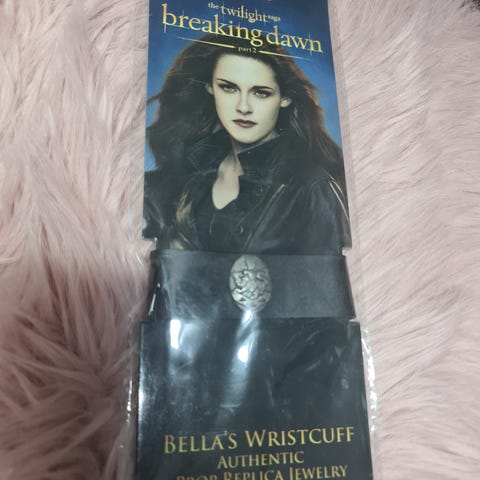 the twilight saga
breaking dawn
part 2
BELLA'S WRISTCUFF
AUTHENTIC
PROP REPLICA JEWELRY